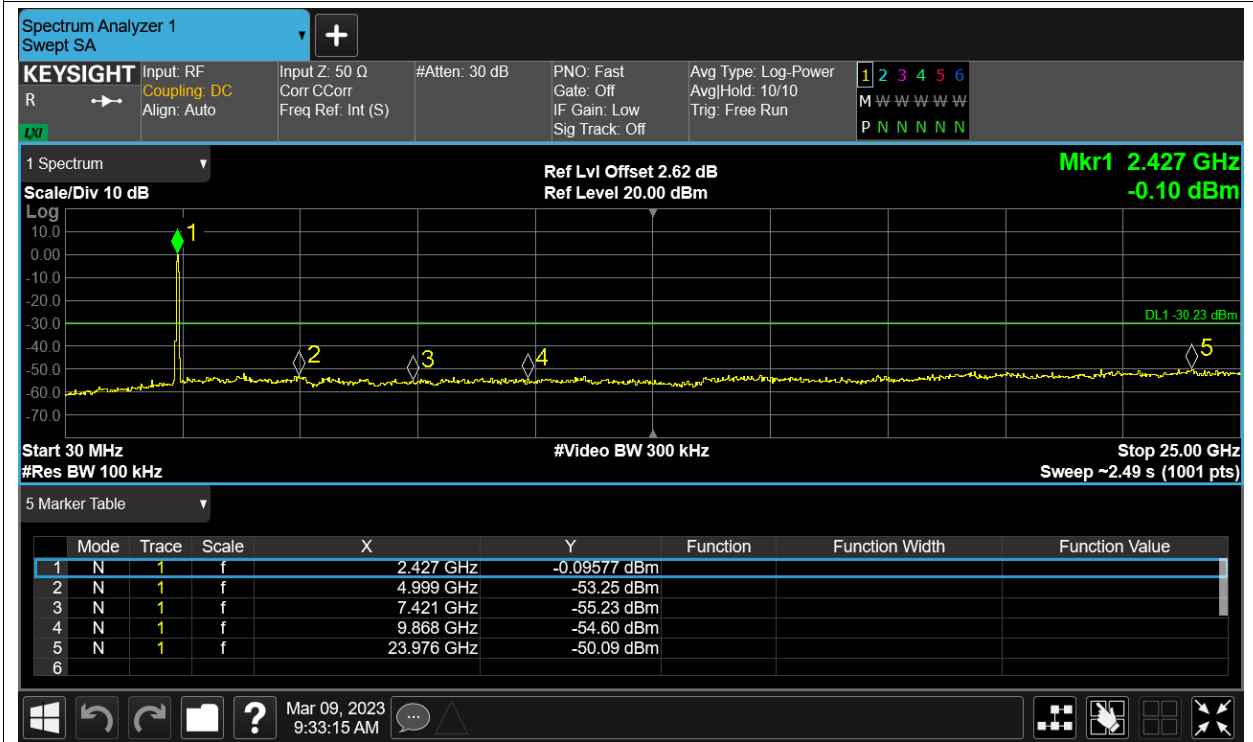 Spectrum Analyzer 1
Swept SA
+
KEYSIGHT Input: RF Input Z: 50 Ω #Atten: 30 dB PNO: Fast Avg Type: Log-Power 1 2 3 4 5 6
R Coupling: DC Corr CCorr Gate: Off Avg|Hold: 10/10 M W W W W W
Align: Auto Freq Ref: Int (S) IF Gain: Low Trig: Free Run
LXI Sig Track: Off P N N N N N
1 Spectrum Ref Lvl Offset 2.62 dB Mkr1 2.427 GHz
Scale/Div 10 dB Ref Level 20.00 dBm -0.10 dBm
Log
10.0 1
0.00
-10.0
-20.0
-30.0 DL1 -30.23 dBm
-40.0 2 3 4 5
-50.0
-60.0
-70.0
Start 30 MHz #Video BW 300 kHz Stop 25.00 GHz
#Res BW 100 kHz Sweep ~2.49 s (1001 pts)
5 Marker Table
Mode Trace Scale X Y Function Function Width Function Value
1 N 1 f 2.427 GHz -0.09577 dBm
2 N 1 f 4.999 GHz -53.25 dBm
3 N 1 f 7.421 GHz -55.23 dBm
4 N 1 f 9.868 GHz -54.60 dBm
5 N 1 f 23.976 GHz -50.09 dBm
6
? Mar 09, 2023
9:33:15 AM